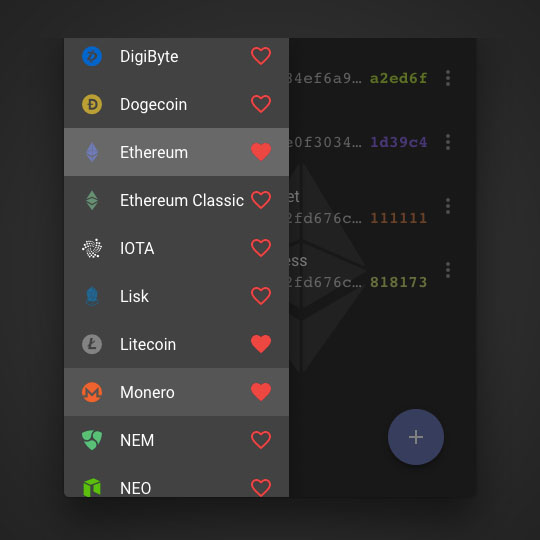 DigiByte
Dogecoin
Ethereum
Ethereum Classic
IOTA
Lisk
Litecoin
Monero
NEM
NEO
34ef6a9… a2ed6f
e0f3034… 1d39c4
et
2fd676c… 111111
ess
2fd676c… 818173